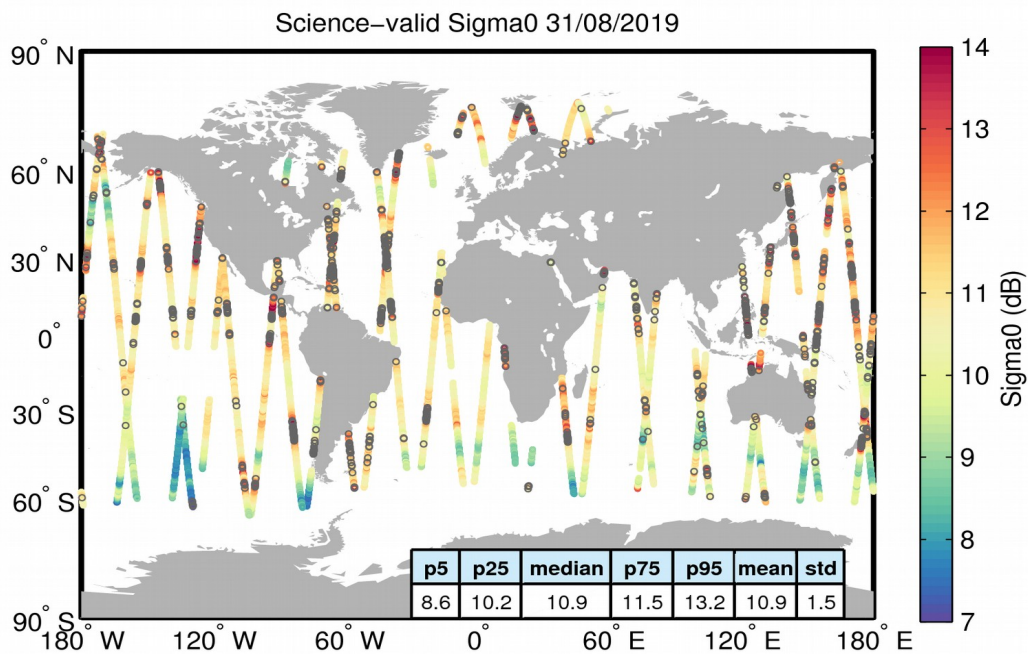 Science−valid Sigma0 31/08/2019
90° N
60° N
30° N
0°
30° S
60° S
90° S
180° W
120° W
60° W
0°
60° E
120° E
180° E
14
13
12
11
10
9
8
7
Sigma0 (dB)
p5 p25 median p75 p95 mean std
8.6 10.2 10.9 11.5 13.2 10.9 1.5